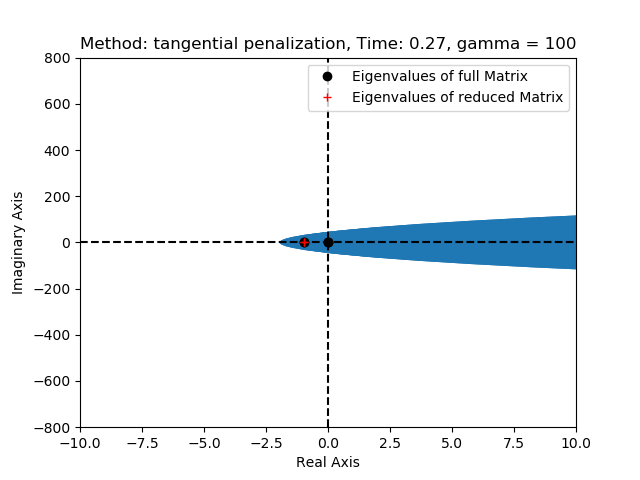 Method: tangential penalization, Time: 0.27, gamma = 100
Eigenvalues of full Matrix
Eigenvalues of reduced Matrix
Imaginary Axis
800
600
400
200
0
−200
−400
−600
−800
−10.0 −7.5 −5.0 −2.5 0.0 2.5 5.0 7.5 10.0
Real Axis